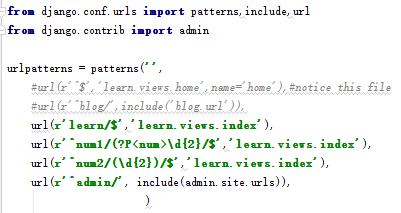 from django.conf.urls import patterns,include,url
from django.contrib import admin
urlpatterns = patterns('',
#url(r'^$','learn.views.home',name='home'),#notice this file
#url(r'^blog/',include('blog.url')),
url(r'learn/$','learn.views.index'),
url(r'^num1/(?P<num>\d{2}/$','learn.views.index'),
url(r'^num2/(\d{2})/$','learn.views.index'),
url(r'^admin/', include(admin.site.urls)),
)